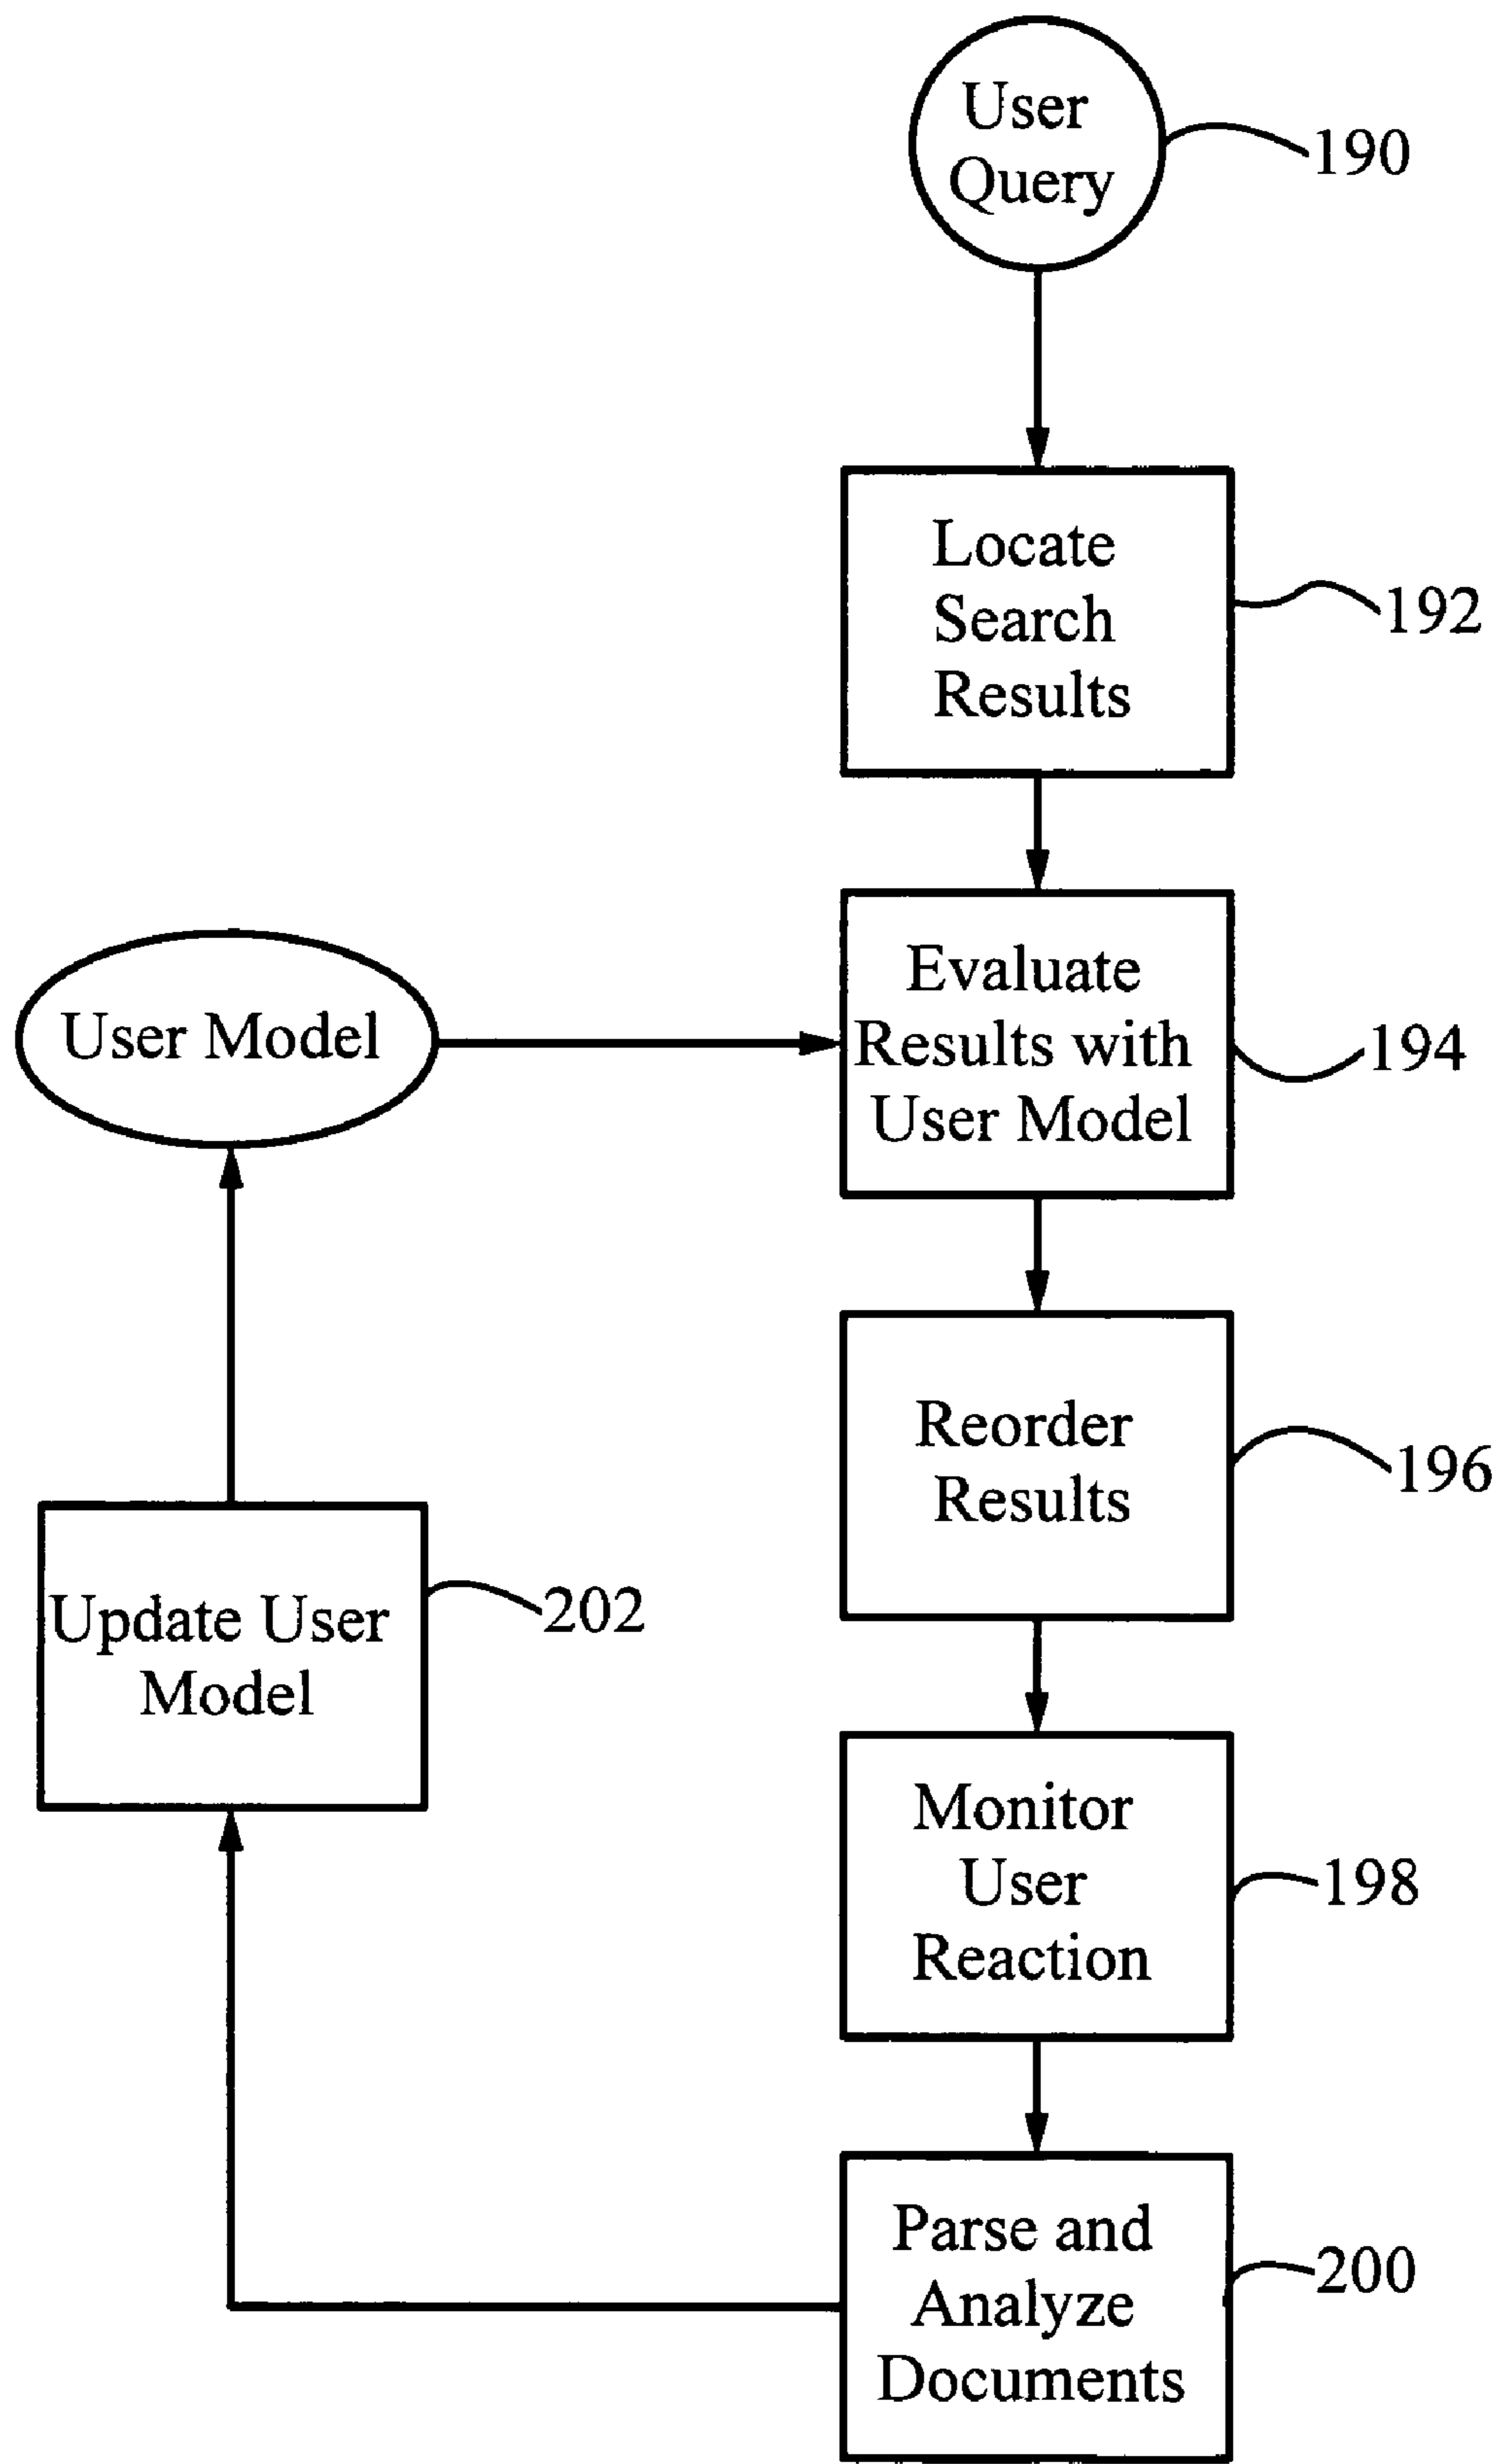 User
Query
190
Locate
Search
Results
192
Evaluate
Results with
User Model
194
User Model
Reorder
Results
196
Update User
Model
202
Monitor
User
Reaction
198
Parse and
Analyze
Documents
200